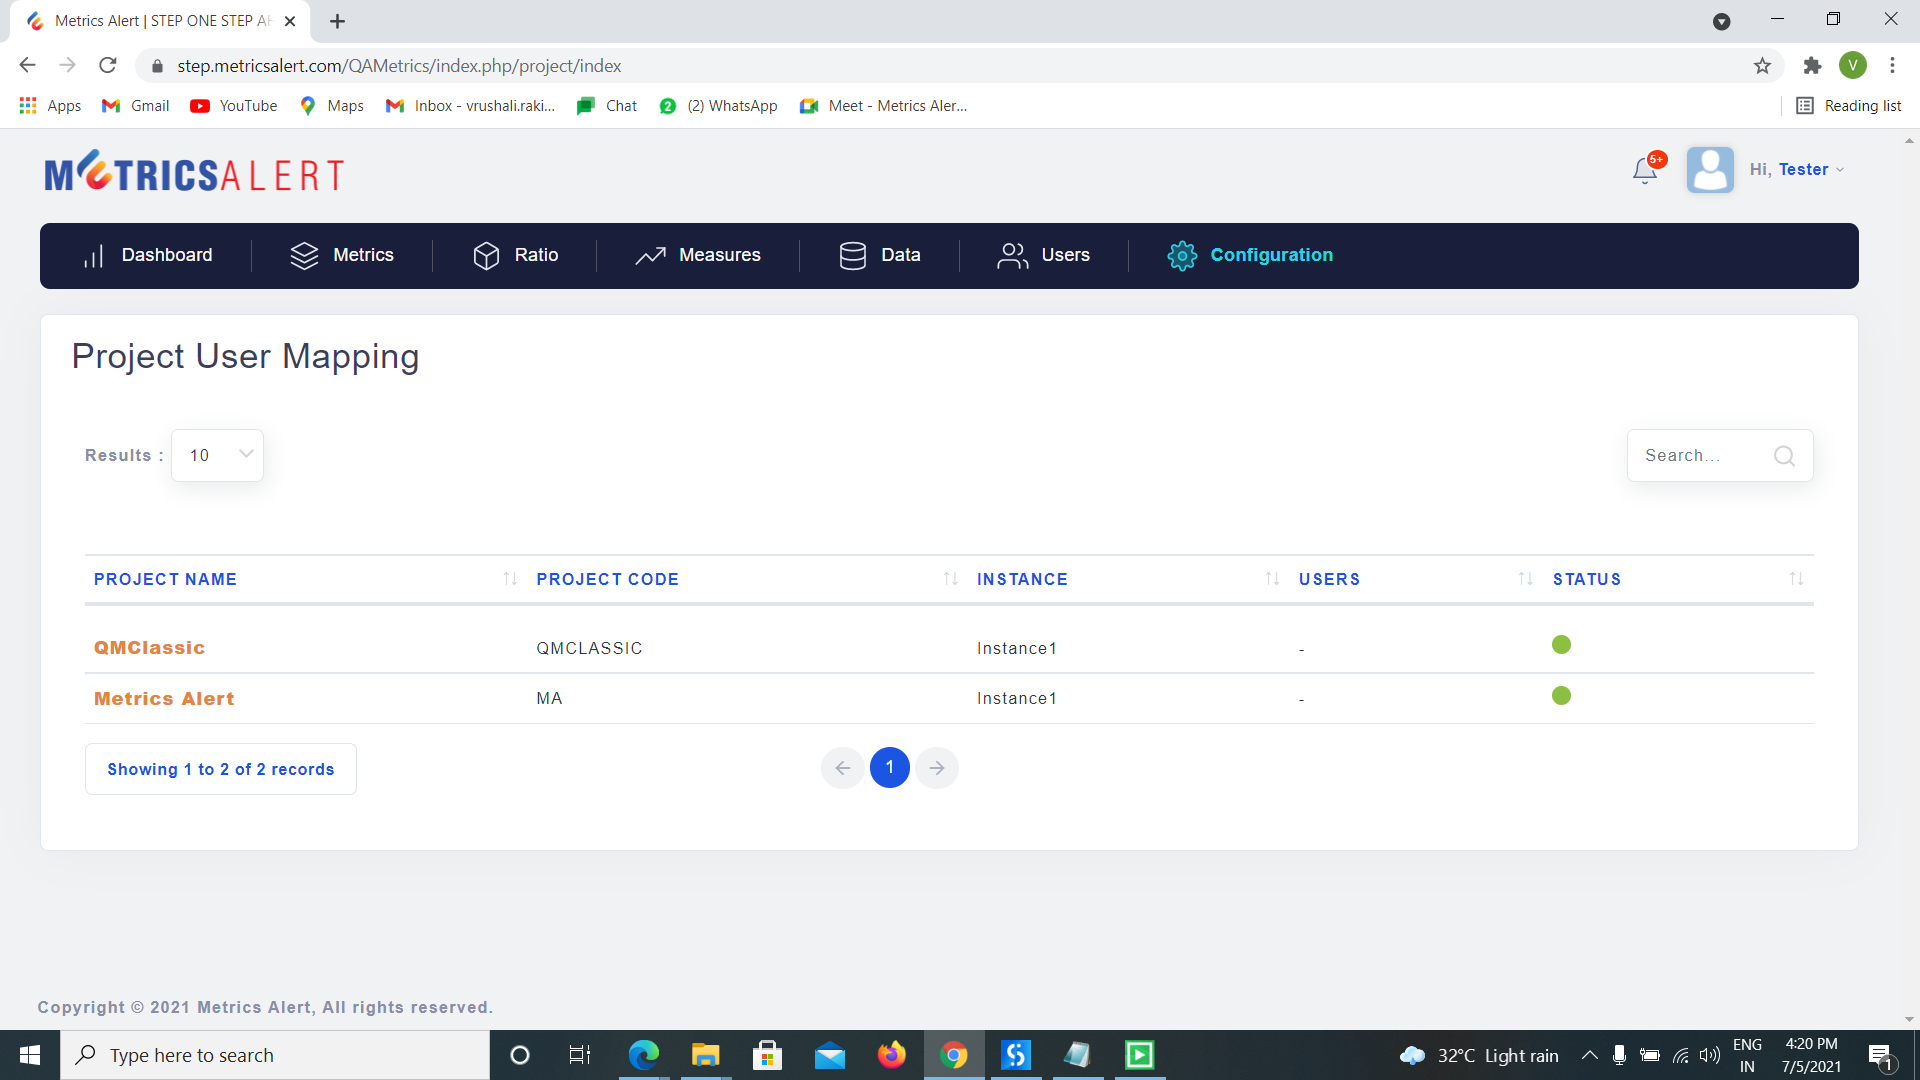 Metrics Alert | STEP ONE STEP AH
step.metricsalert.com/QAMetrics/index.php/project/index
V
Apps Gmail YouTube Maps Inbox - vrushali.raki... Chat 2 (2) WhatsApp Meet - Metrics Aler... Reading list
METRICSALERT
5+
Hi, Tester
Dashboard Metrics Ratio Measures Data Users Configuration
Project User Mapping
Results : 10 Search...
PROJECT NAME PROJECT CODE INSTANCE USERS STATUS
QMClassic QMCLASSIC Instance1 -
Metrics Alert MA Instance1 -
Showing 1 to 2 of 2 records 1
Copyright © 2021 Metrics Alert, All rights reserved.
Type here to search
32°C Light rain
ENG
IN
4:20 PM
7/5/2021
1